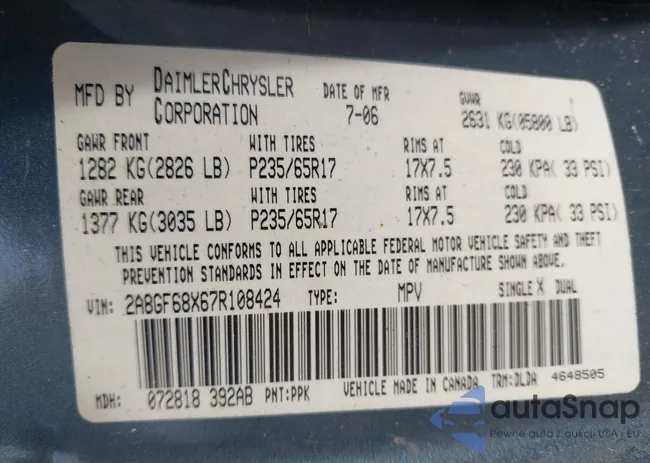 MFD BY DAIMLERCHRYSLER CORPORATION DATE OF MFR 7-06 GVWR 2631 KG(05800 LB)
GAWR FRONT WITH TIRES RIMS AT COLD
1282 KG(2826 LB) P235/65R17 17X7.5 230 KPA( 33 PSI)
GAWR REAR WITH TIRES RIMS AT COLD
1377 KG(3035 LB) P235/65R17 17X7.5 230 KPA( 33 PSI)
THIS VEHICLE CONFORMS TO ALL APPLICABLE FEDERAL MOTOR VEHICLE SAFETY AND THEFT
PREVENTION STANDARDS IN EFFECT ON THE DATE OF MANUFACTURE SHOWN ABOVE.
VIN: 2A8GF68X67R108424 TYPE: MPV SINGLE X DUAL
MDH: 072818 392AB PNT:PPK VEHICLE MADE IN CANADA TRM:DLDA 4648505
autoSnap
Pewne auta z aukcji USA i EU